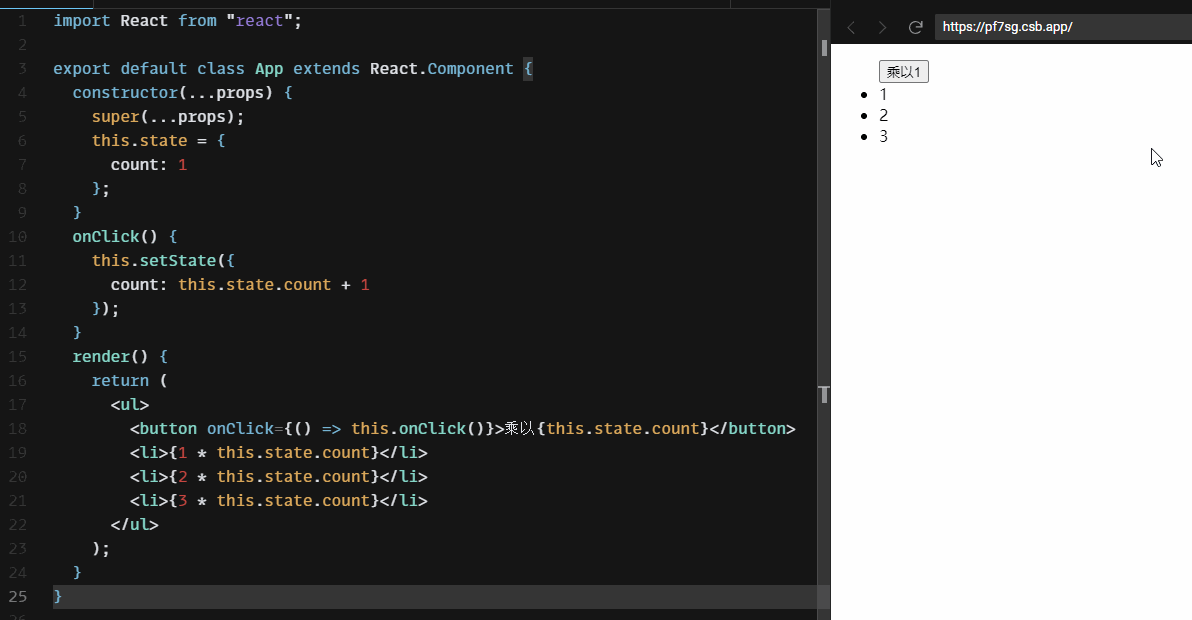 1 import React from "react";
2
3 export default class App extends React.Component {
4 constructor(...props) {
5 super(...props);
6 this.state = {
7 count: 1
8 };
9 }
10 onClick() {
11 this.setState({
12 count: this.state.count + 1
13 });
14 }
15 render() {
16 return (
17 <ul>
18 <button onClick={() => this.onClick()}>乘以{this.state.count}</button>
19 <li>{1 * this.state.count}</li>
20 <li>{2 * this.state.count}</li>
21 <li>{3 * this.state.count}</li>
22 </ul>
23 );
24 }
25 }
https://pf7sg.csb.app/
乘以1
1
2
3